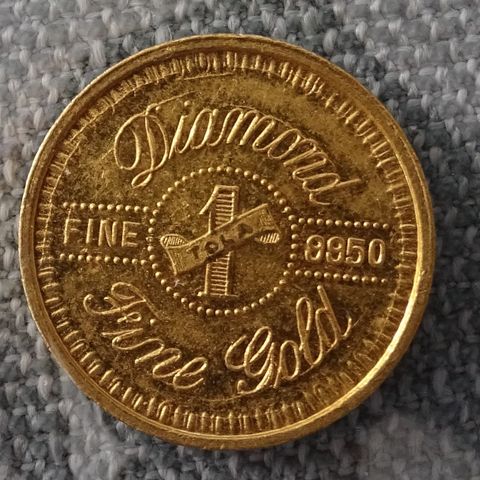 Diamond
1
TOLA
FINE 9950
Fine Gold